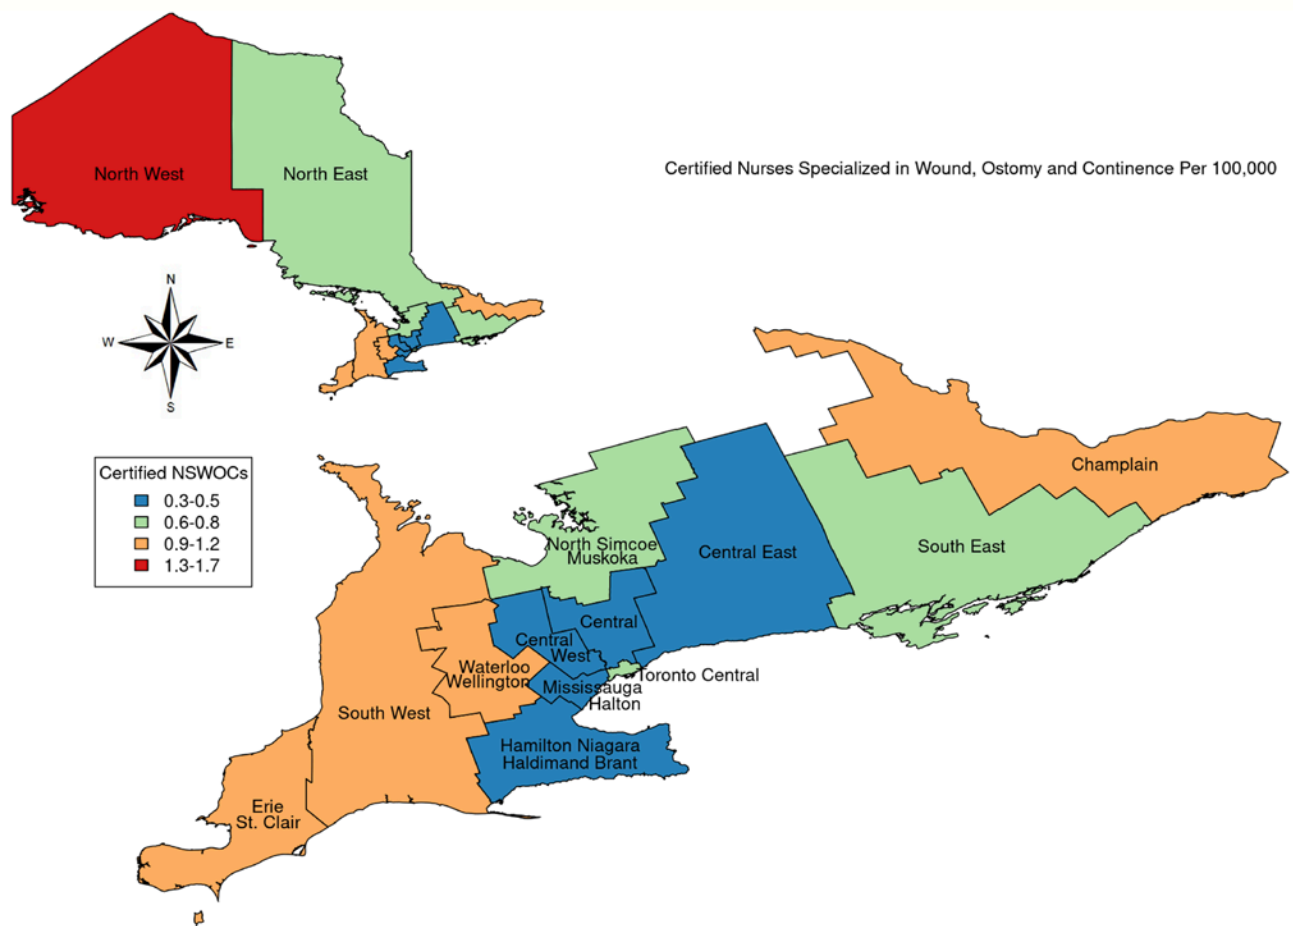 North West
North East
Certified Nurses Specialized in Wound, Ostomy and Continence Per 100,000
N
W
E
S
Certified NSWOCs
0.3-0.5
0.6-0.8
0.9-1.2
1.3-1.7
Champlain
South East
North Simcoe
Muskoka
Central East
Central
Central
West
Waterloo
Wellington
Toronto Central
Mississauga
Halton
South West
Hamilton Niagara
Haldimand Brant
Erie
St. Clair